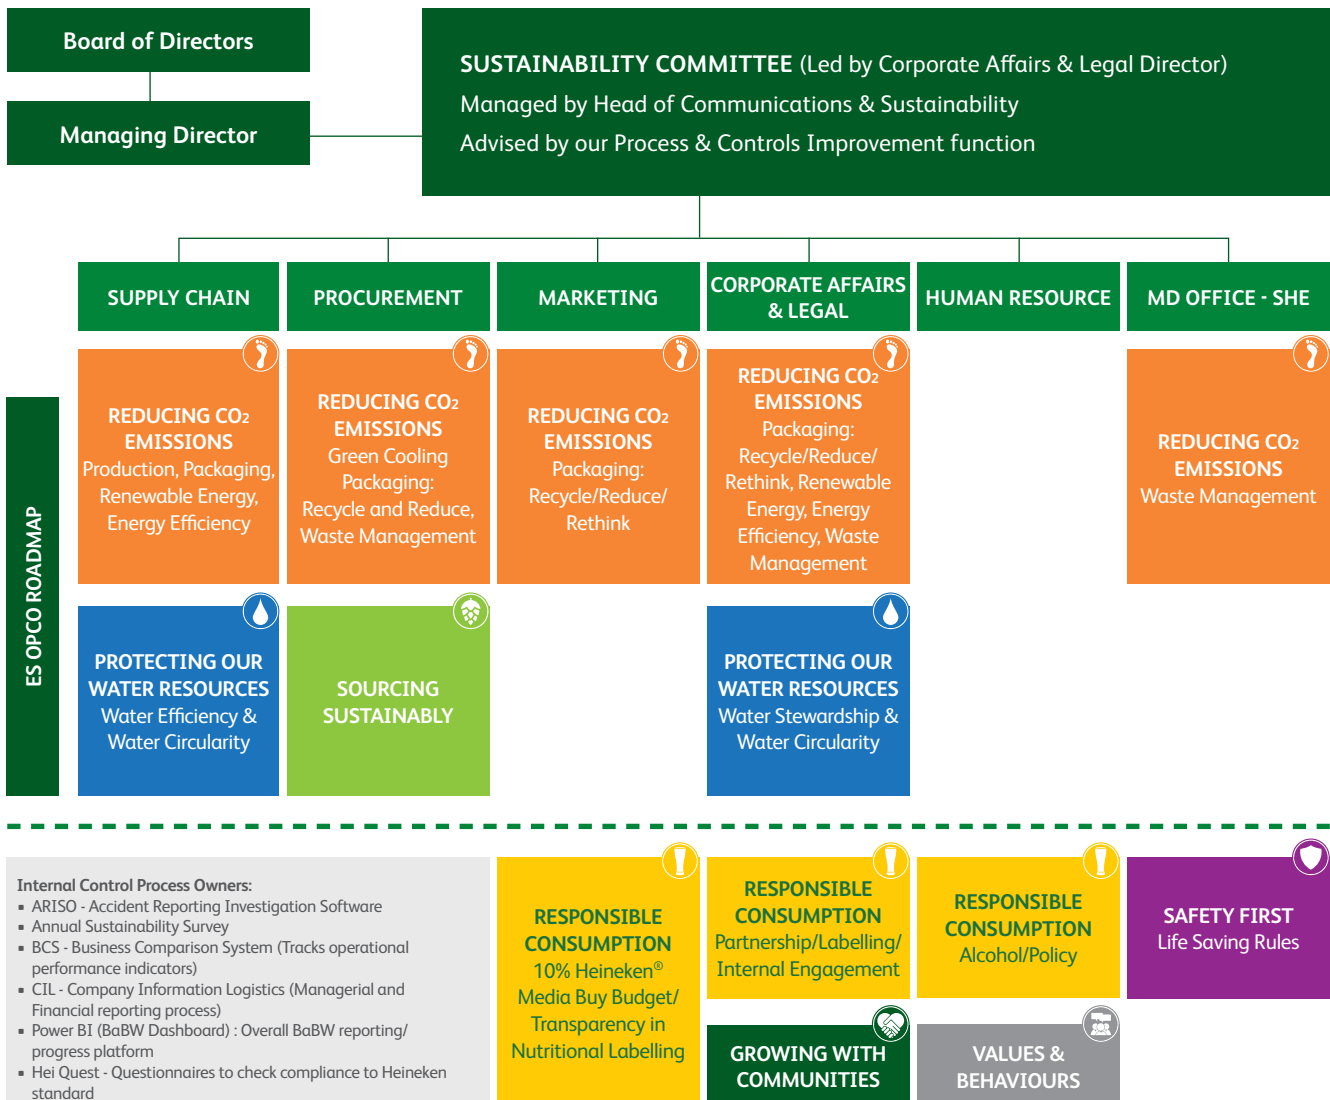 Board of Directors
Managing Director
SUSTAINABILITY COMMITTEE (Led by Corporate Affairs & Legal Director)
Managed by Head of Communications & Sustainability
Advised by our Process & Controls Improvement function
SUPPLY CHAIN
PROCUREMENT
MARKETING
CORPORATE AFFAIRS
& LEGAL
HUMAN RESOURCE
MD OFFICE - SHE
ES OPCO ROADMAP
REDUCING CO2
EMISSIONS
Production, Packaging,
Renewable Energy,
Energy Efficiency
REDUCING CO2
EMISSIONS
Green Cooling
Packaging:
Recycle and Reduce,
Waste Management
REDUCING CO2
EMISSIONS
Packaging:
Recycle/Reduce/
Rethink
REDUCING CO2
EMISSIONS
Packaging:
Recycle/Reduce/
Rethink, Renewable
Energy, Energy
Efficiency, Waste
Management
REDUCING CO2
EMISSIONS
Waste Management
PROTECTING OUR
WATER RESOURCES
Water Efficiency &
Water Circularity
SOURCING
SUSTAINABLY
PROTECTING OUR
WATER RESOURCES
Water Stewardship &
Water Circularity
Internal Control Process Owners:
▪ ARISO - Accident Reporting Investigation Software
▪ Annual Sustainability Survey
▪ BCS - Business Comparison System (Tracks operational
performance indicators)
▪ CIL - Company Information Logistics (Managerial and
Financial reporting process)
▪ Power BI (BaBW Dashboard) : Overall BaBW reporting/
progress platform
▪ Hei Quest - Questionnaires to check compliance to Heineken
standard
RESPONSIBLE
CONSUMPTION
10% Heineken®
Media Buy Budget/
Transparency in
Nutritional Labelling
RESPONSIBLE
CONSUMPTION
Partnership/Labelling/
Internal Engagement
RESPONSIBLE
CONSUMPTION
Alcohol/Policy
SAFETY FIRST
Life Saving Rules
GROWING WITH
COMMUNITIES
VALUES &
BEHAVIOURS